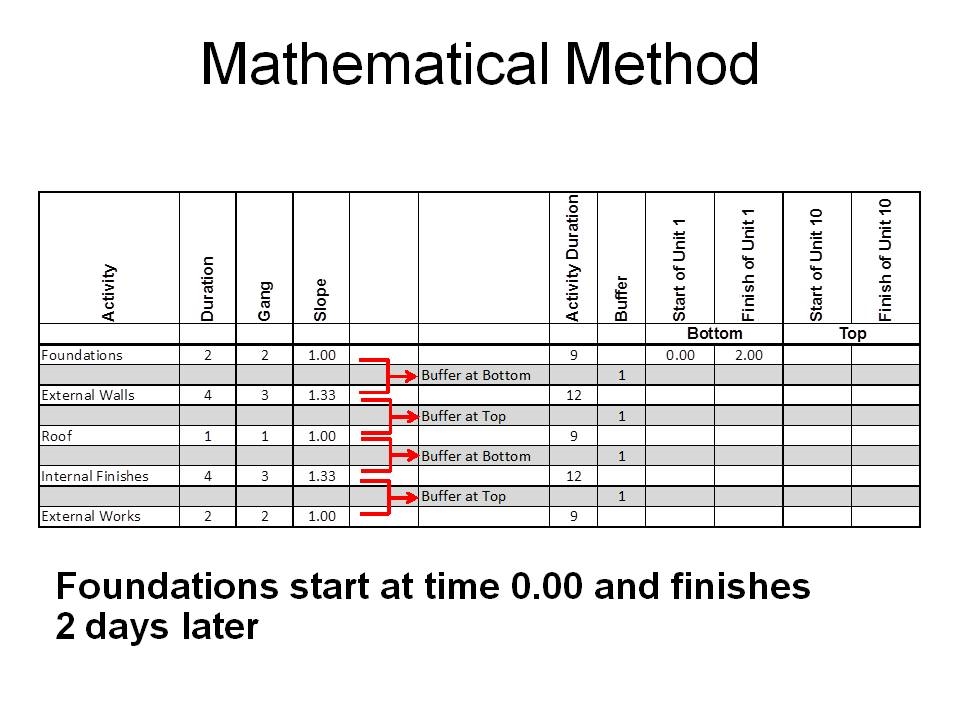 Mathematical Method
Activity Duration Gang Slope Activity Duration Buffer Start of Unit 1 Finish of Unit 1 Start of Unit 10 Finish of Unit 10
Bottom Top
Foundations 2 2 1.00 9 0.00 2.00
Buffer at Bottom 1
External Walls 4 3 1.33 12
Buffer at Top 1
Roof 1 1 1.00 9
Buffer at Bottom 1
Internal Finishes 4 3 1.33 12
Buffer at Top 1
External Works 2 2 1.00 9
Foundations start at time 0.00 and finishes
2 days later